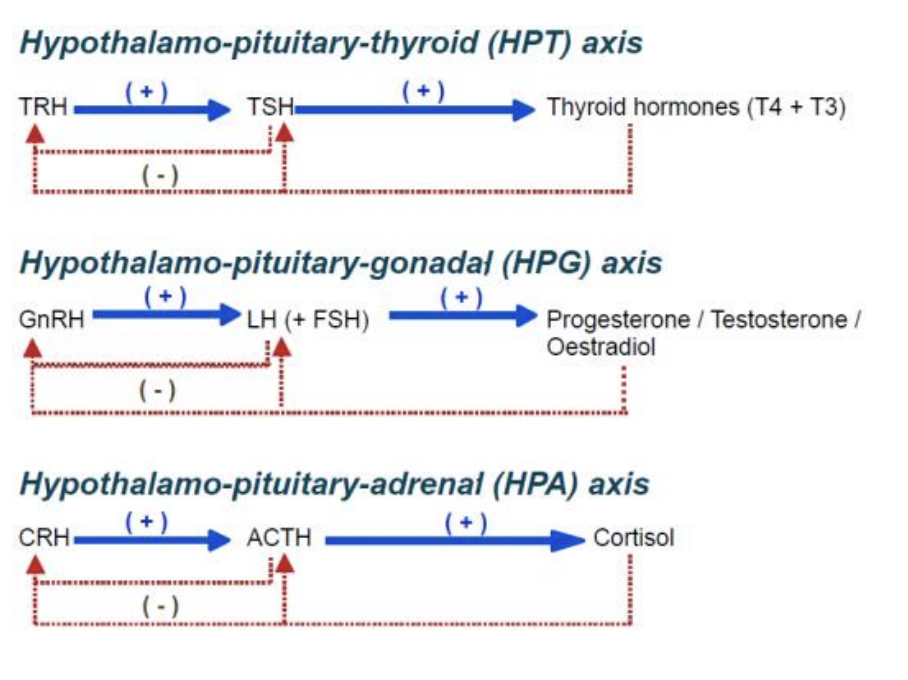 Hypothalamo-pituitary-thyroid (HPT) axis
( + ) ( + )
TRH TSH Thyroid hormones (T4 + T3)
( - )
Hypothalamo-pituitary-gonadal (HPG) axis
( + ) ( + )
GnRH LH (+ FSH) Progesterone / Testosterone /
Oestradiol
( - )
Hypothalamo-pituitary-adrenal (HPA) axis
( + ) ( + )
CRH ACTH Cortisol
( - )